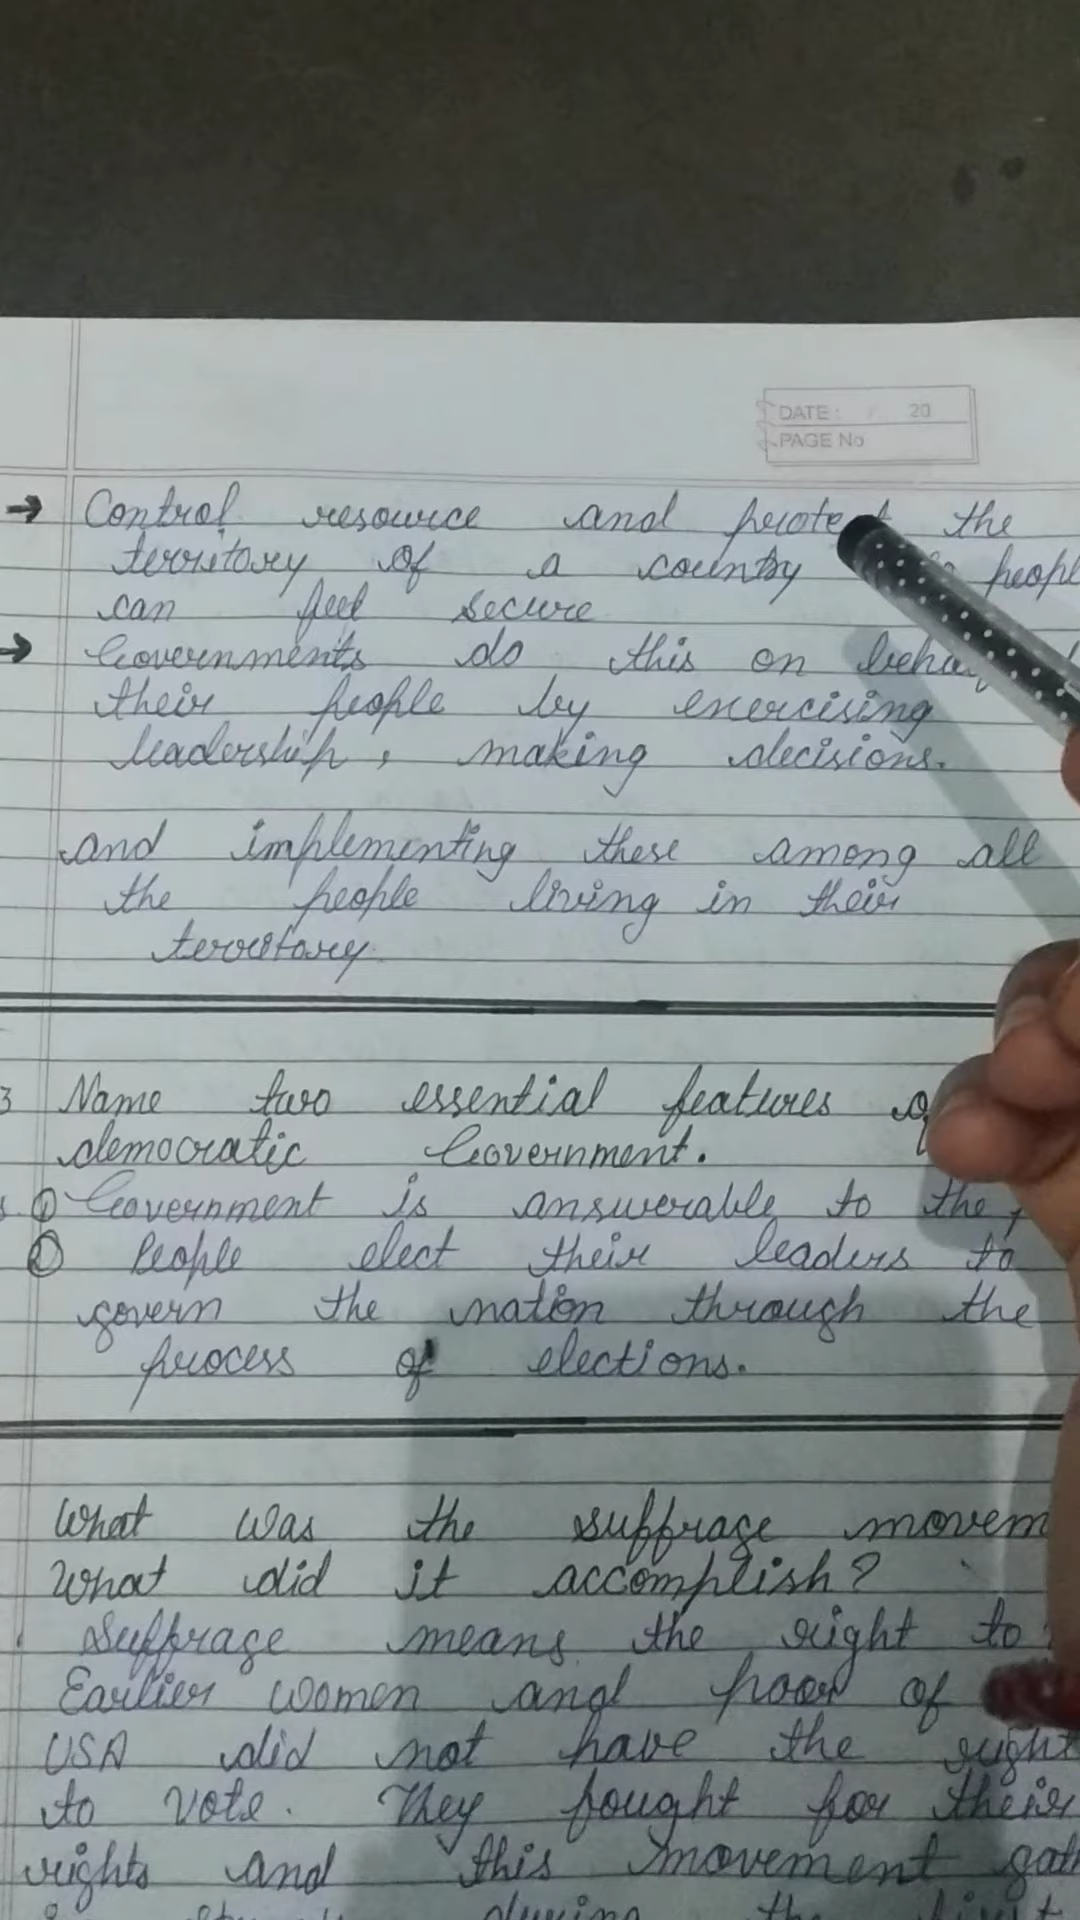 DATE: / 20
PAGE No
→ Control resource and protect the
territory of a country people
can feel secure
→ Governments do this on
their people by exercising
leadership, making decisions.
and implementing these among all
the people living in their
territory.
3 Name two essential features
democratic Government.
① Government is answerable to the
② People elect their leaders to
govern the nation through the
process of elections.
What was the suffrage
What did it accomplish?
Suffrage means the right to
Earlier women and poor of
USA did not have the right
to vote. They fought for their
rights and this movement
during the